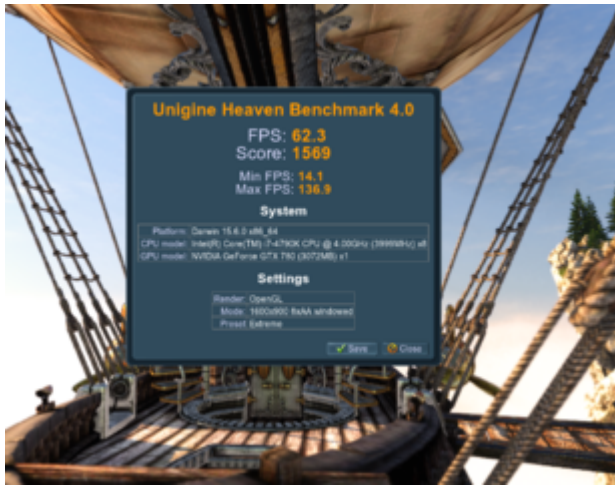 Unigine Heaven Benchmark 4.0
FPS: 62.3
Score: 1569
Min FPS: 14.1
Max FPS: 136.9
System
Platform: Darwin 15.6.0 x86_64
CPU model: Intel(R) Core(TM) i7-4790K CPU @ 4.00GHz (3999MHz) x8
GPU model: NVIDIA GeForce GTX 780 (3072MB) x1
Settings
Render: OpenGL
Mode: 1600x900 8xAA windowed
Preset Extreme
Save Close